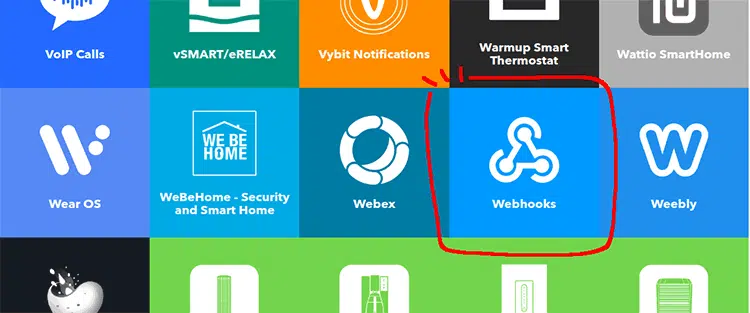 VoIP Calls
vSMART/eRELAX
Vybit Notifications
Warmup Smart
Thermostat
Wattio SmartHome
WE BE
HOME
Wear OS
WeBeHome - Security
and Smart Home
Webex
Webhooks
Weebly